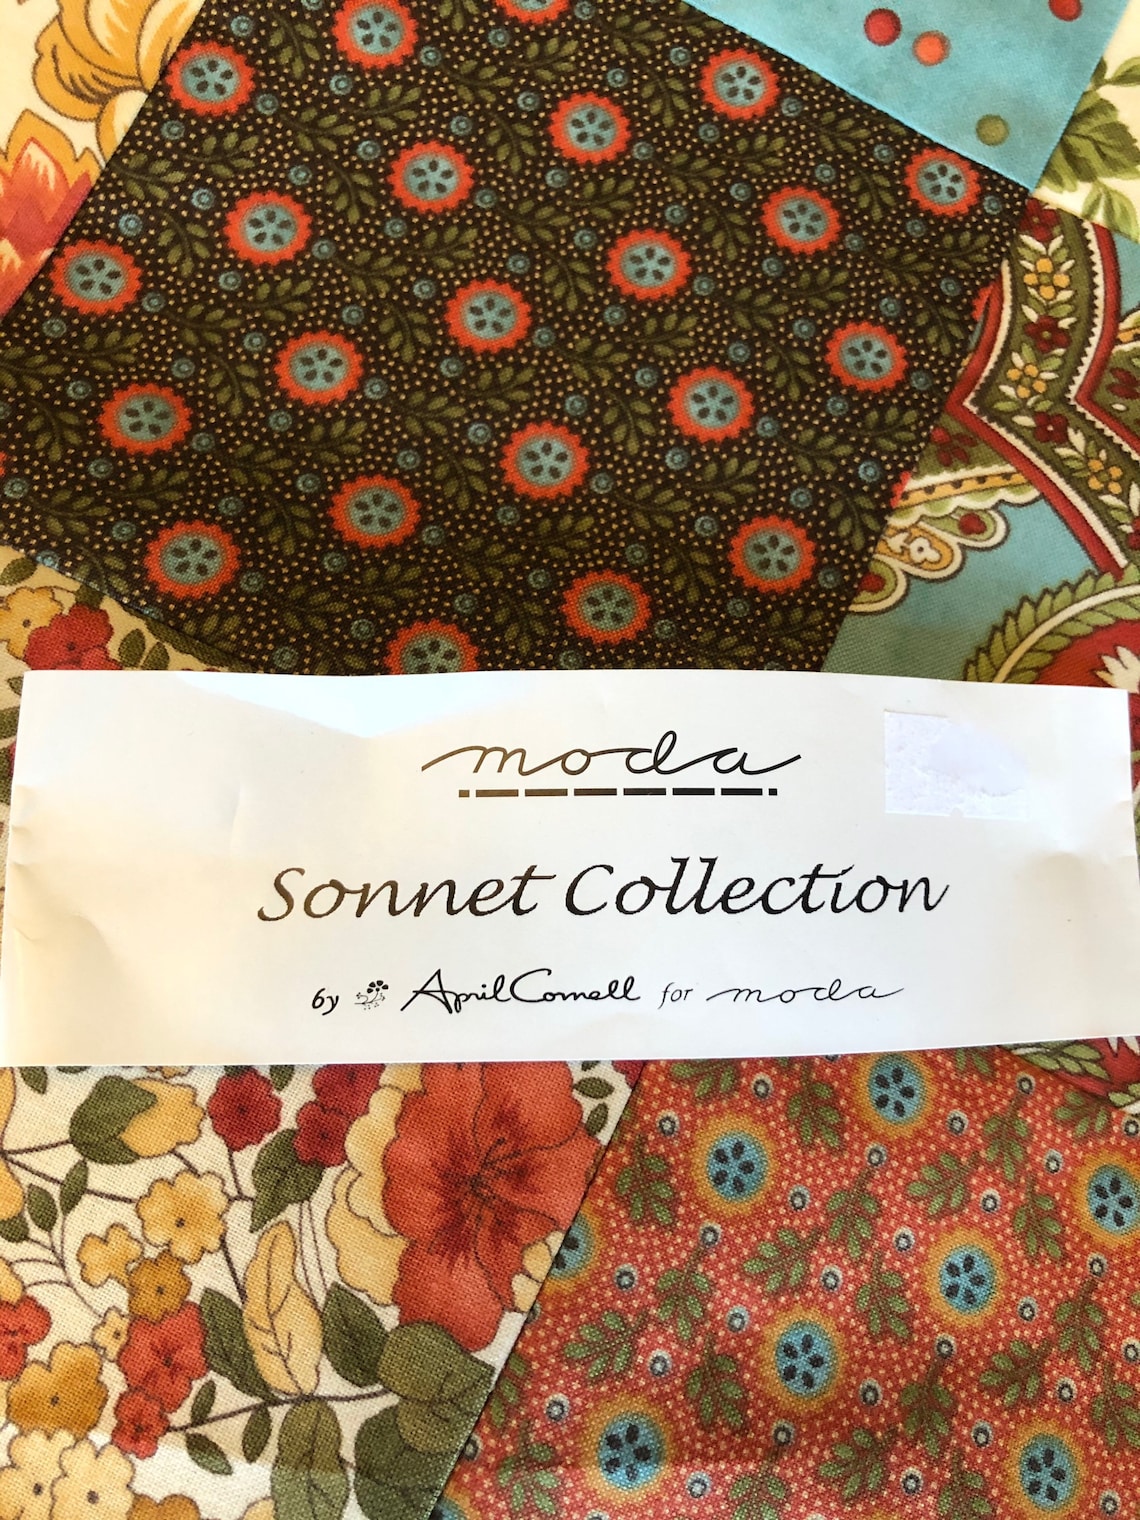 moda
Sonnet Collection
by April Cornell for moda